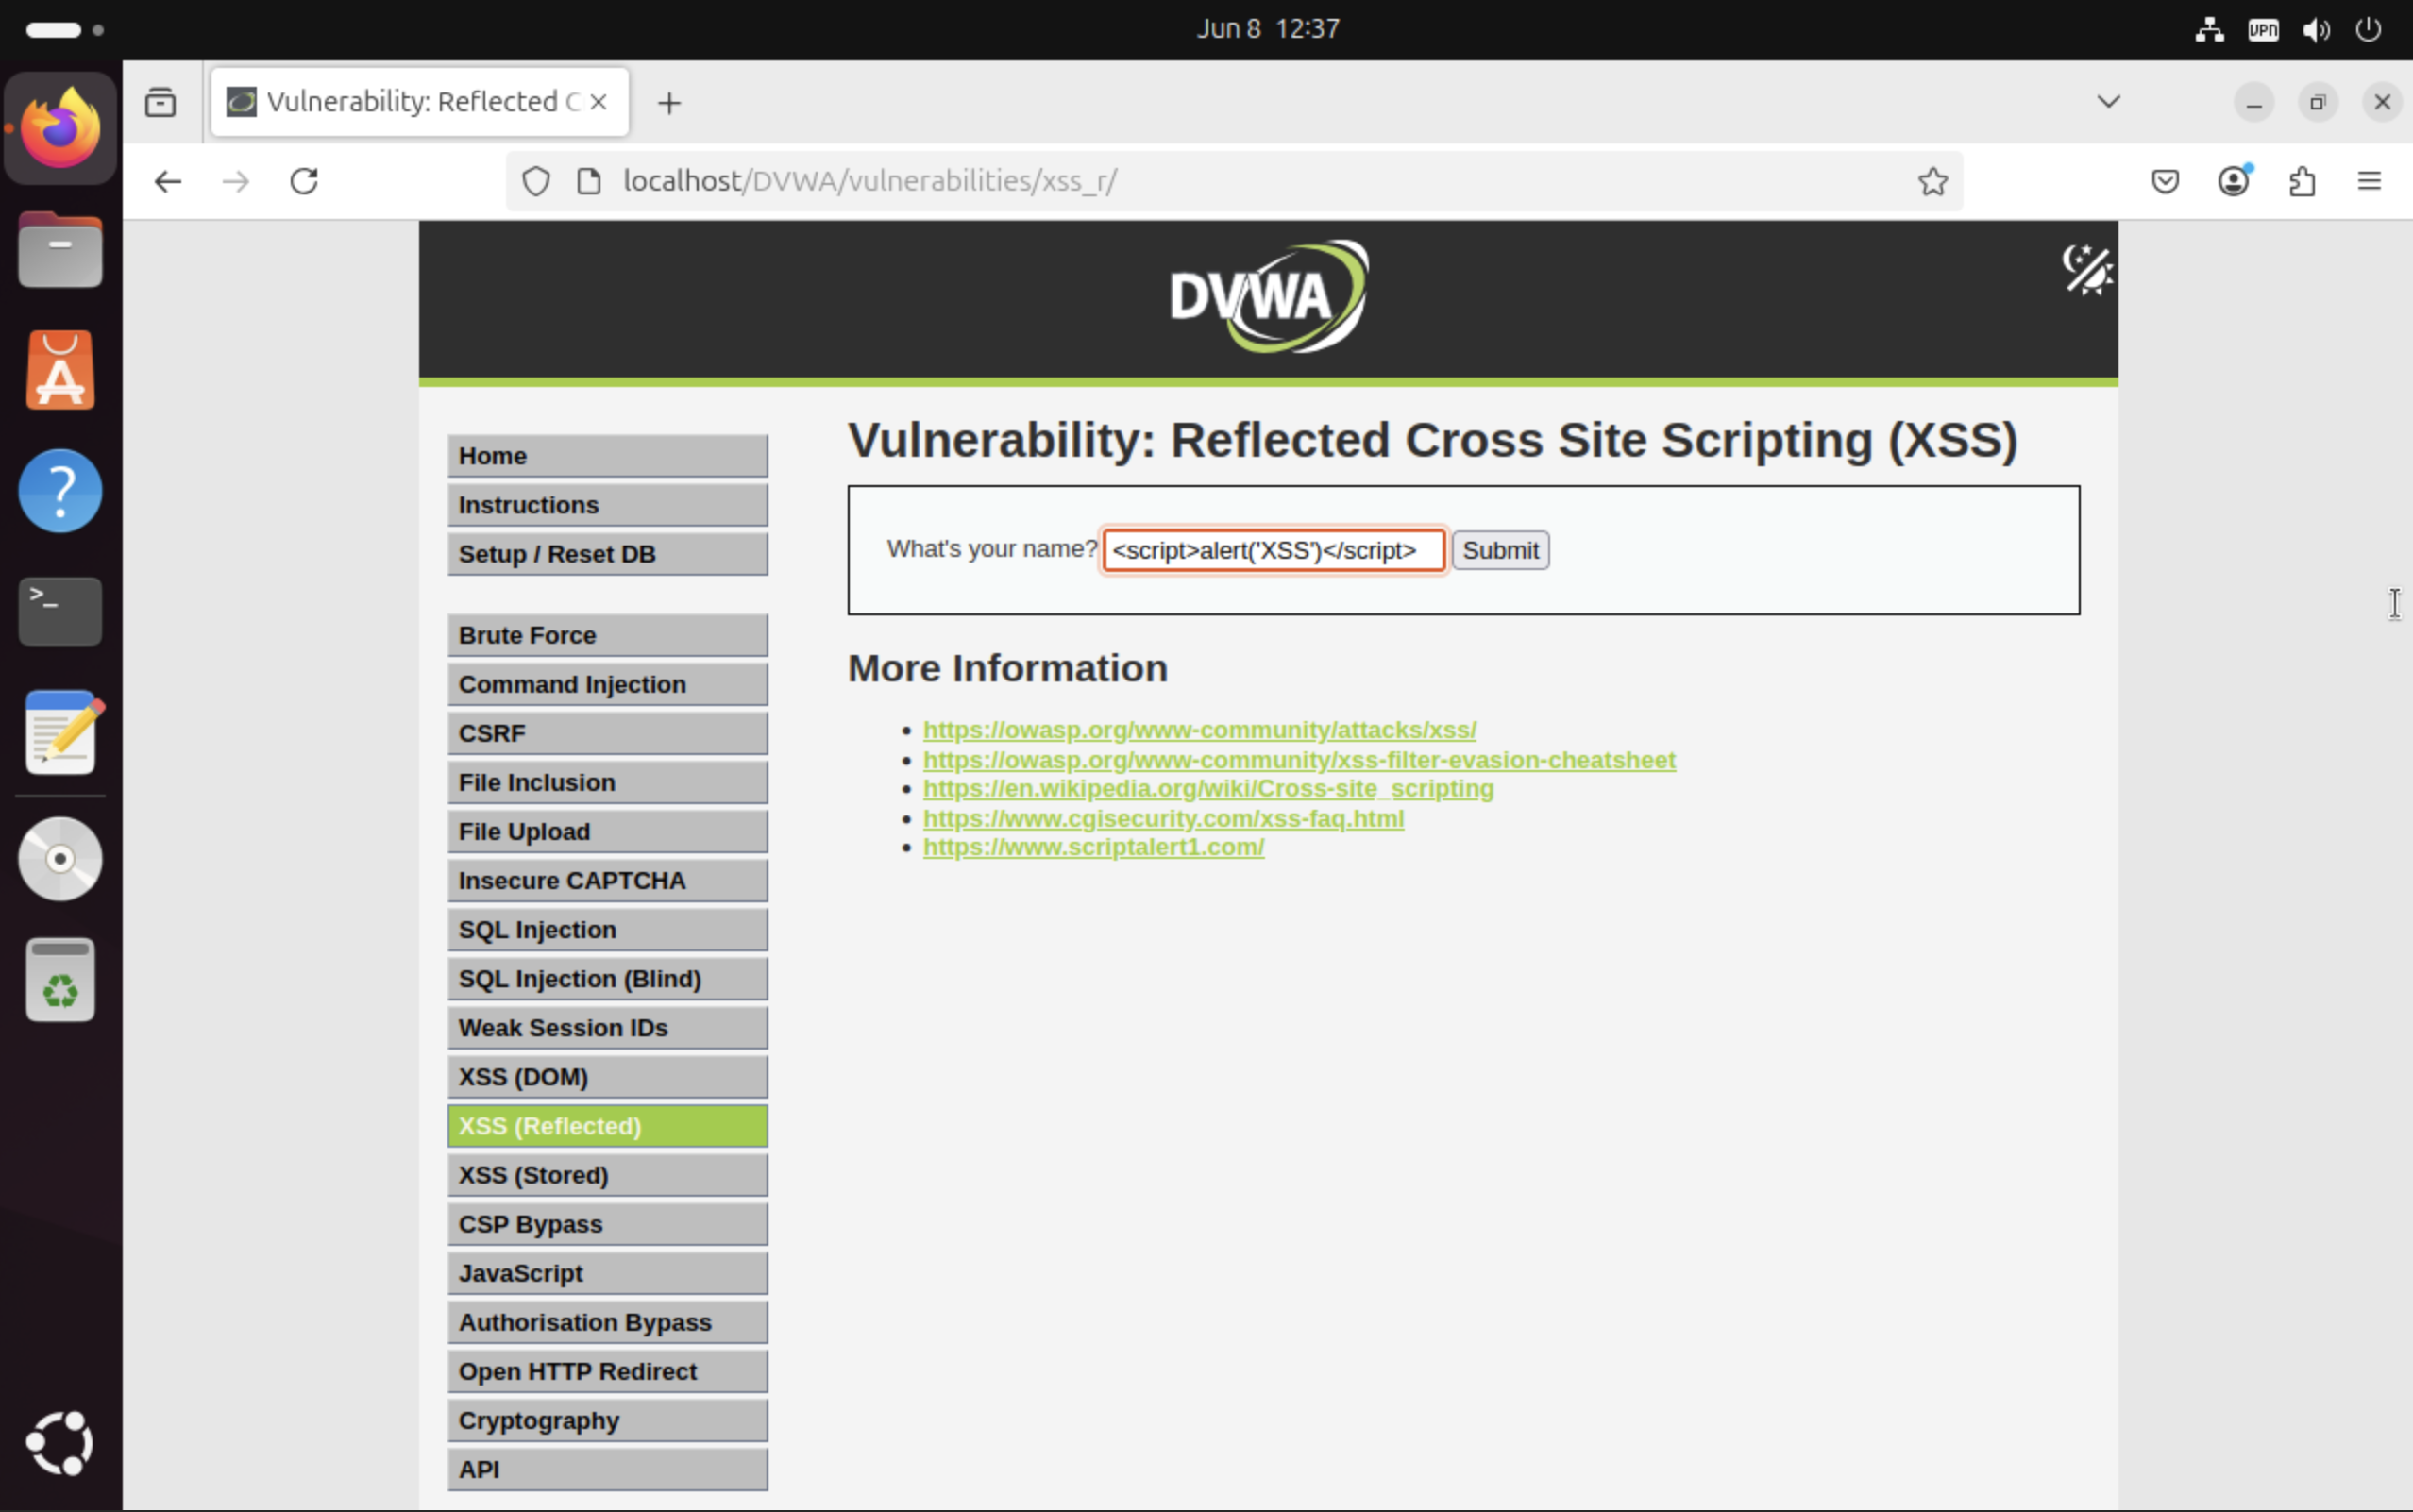 Jun 8 12:37
VPN
Vulnerability: Reflected C
localhost/DVWA/vulnerabilities/xss_r/
DVWA
Home
Instructions
Setup / Reset DB
Brute Force
Command Injection
CSRF
File Inclusion
File Upload
Insecure CAPTCHA
SQL Injection
SQL Injection (Blind)
Weak Session IDs
XSS (DOM)
XSS (Reflected)
XSS (Stored)
CSP Bypass
JavaScript
Authorisation Bypass
Open HTTP Redirect
Cryptography
API
Vulnerability: Reflected Cross Site Scripting (XSS)
What's your name? <script>alert('XSS')</script> Submit
More Information
https://owasp.org/www-community/attacks/xss/
https://owasp.org/www-community/xss-filter-evasion-cheatsheet
https://en.wikipedia.org/wiki/Cross-site_scripting
https://www.cgisecurity.com/xss-faq.html
https://www.scriptalert1.com/